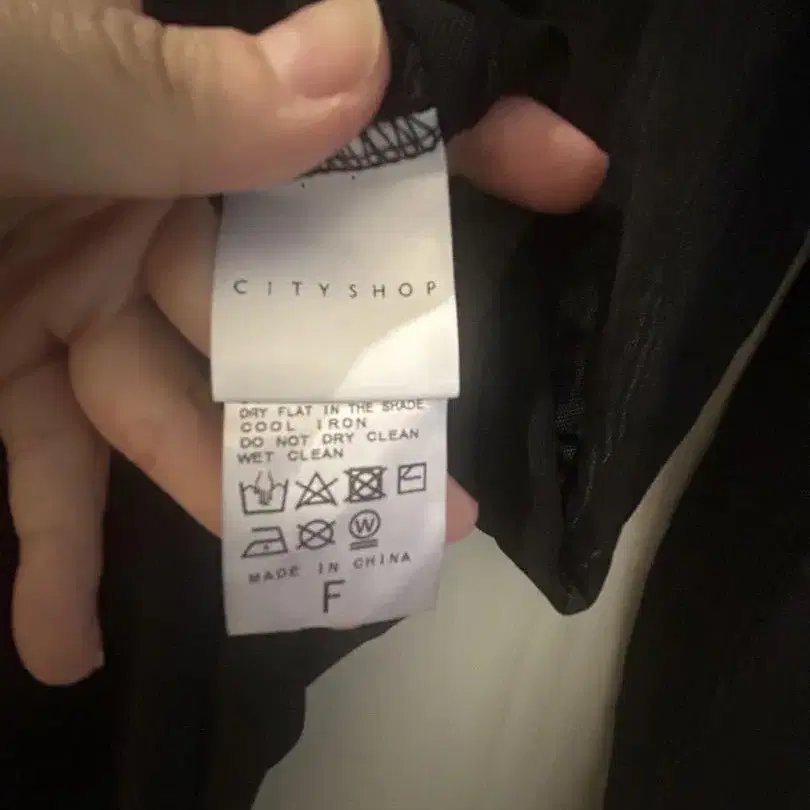 CITYSHOP
DRY FLAT IN THE SHADE
COOL IRON
DO NOT DRY CLEAN
WET CLEAN
W
MADE IN CHINA
F